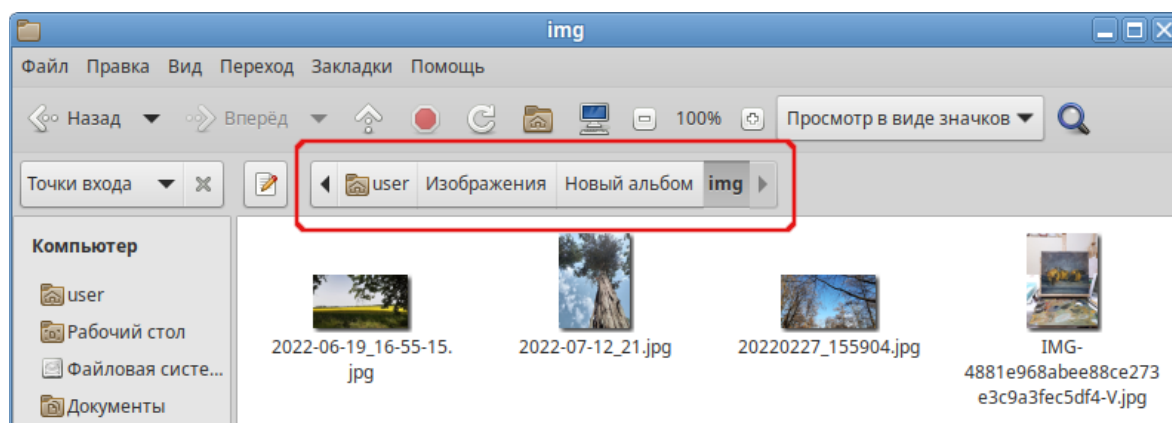 img
Файл Правка Вид Переход Закладки Помощь
Назад Вперёд 100% Просмотр в виде значков
Точки входа user Изображения Новый альбом img
Компьютер
user
Рабочий стол
Файловая систе...
Документы
2022-06-19_16-55-15.
jpg
2022-07-12_21.jpg
20220227_155904.jpg
IMG-
4881e968abee88ce273
e3c9a3fec5df4-V.jpg